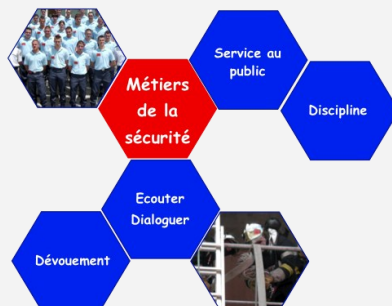 Service au
public
Métiers
de la
sécurité
Discipline
Ecouter
Dialoguer
Dévouement